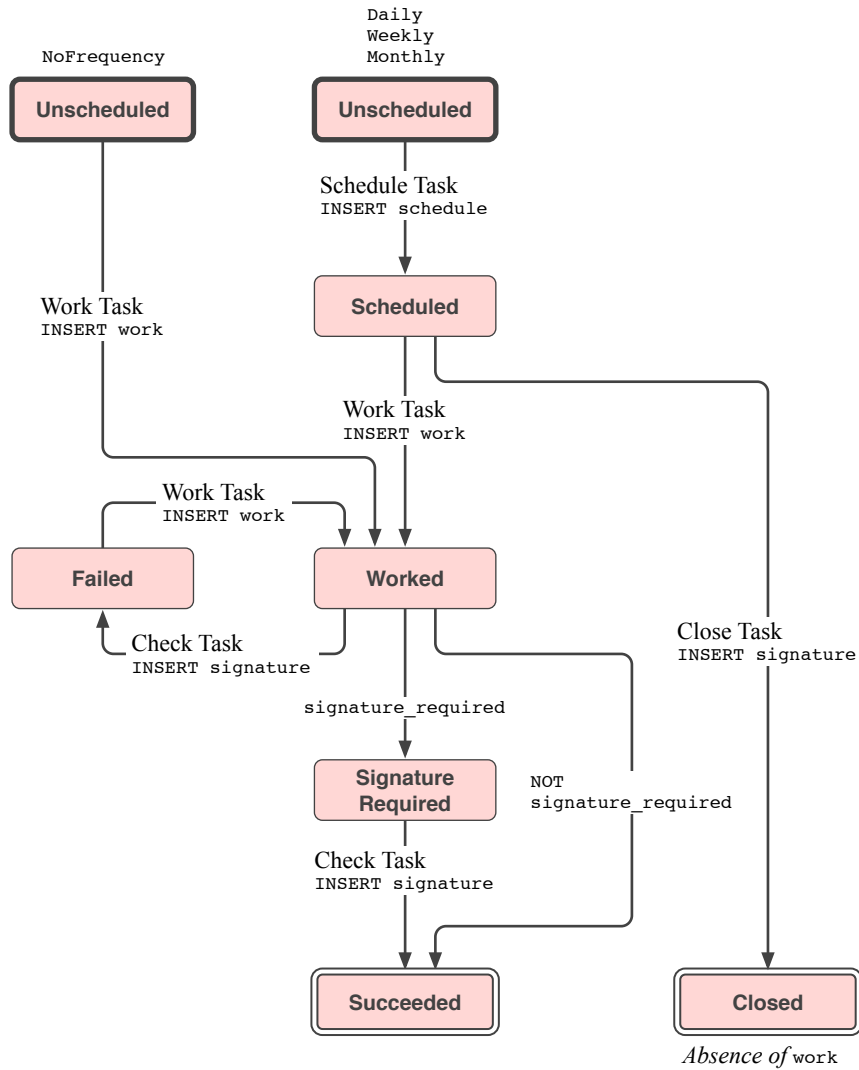 Daily
Weekly
Monthly
NoFrequency
Unscheduled
Unscheduled
Schedule Task
INSERT schedule
Work Task
INSERT work
Scheduled
Work Task
INSERT work
Work Task
INSERT work
Failed
Worked
Check Task
INSERT signature
Close Task
INSERT signature
signature_required
Signature
Required
NOT
signature_required
Check Task
INSERT signature
Succeeded
Closed
Absence of work